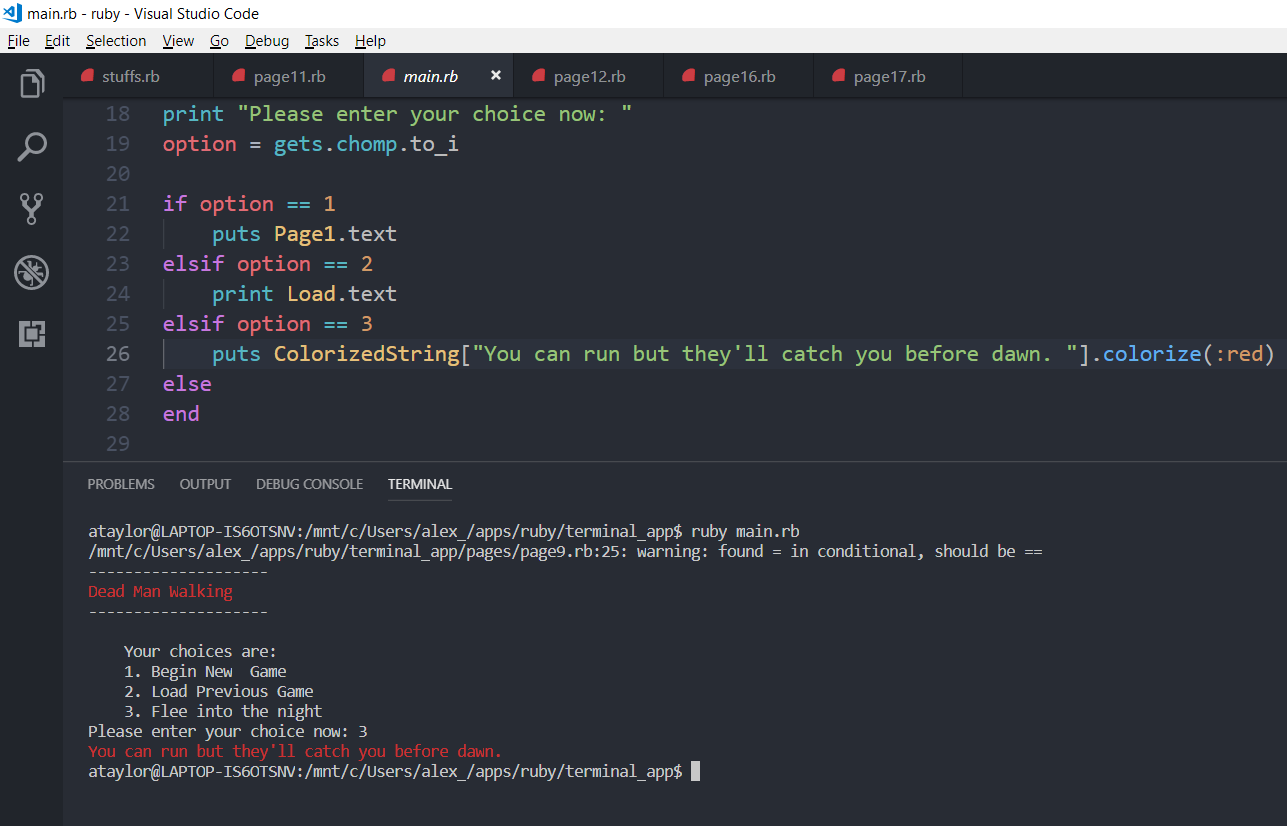 main.rb - ruby - Visual Studio Code
File Edit Selection View Go Debug Tasks Help
stuffs.rb page11.rb main.rb × page12.rb page16.rb page17.rb
18 print "Please enter your choice now: "
19 option = gets.chomp.to_i
20
21 if option == 1
22     puts Page1.text
23 elsif option == 2
24     print Load.text
25 elsif option == 3
26     puts ColorizedString["You can run but they'll catch you before dawn. "].colorize(:red)
27 else
28 end
29
PROBLEMS OUTPUT DEBUG CONSOLE TERMINAL
ataylor@LAPTOP-IS6OTSNV:/mnt/c/Users/alex_/apps/ruby/terminal_app$ ruby main.rb
/mnt/c/Users/alex_/apps/ruby/terminal_app/pages/page9.rb:25: warning: found = in conditional, should be ==
--------------------
Dead Man Walking
--------------------
    Your choices are:
    1. Begin New  Game
    2. Load Previous Game
    3. Flee into the night
Please enter your choice now: 3
You can run but they'll catch you before dawn.
ataylor@LAPTOP-IS6OTSNV:/mnt/c/Users/alex_/apps/ruby/terminal_app$